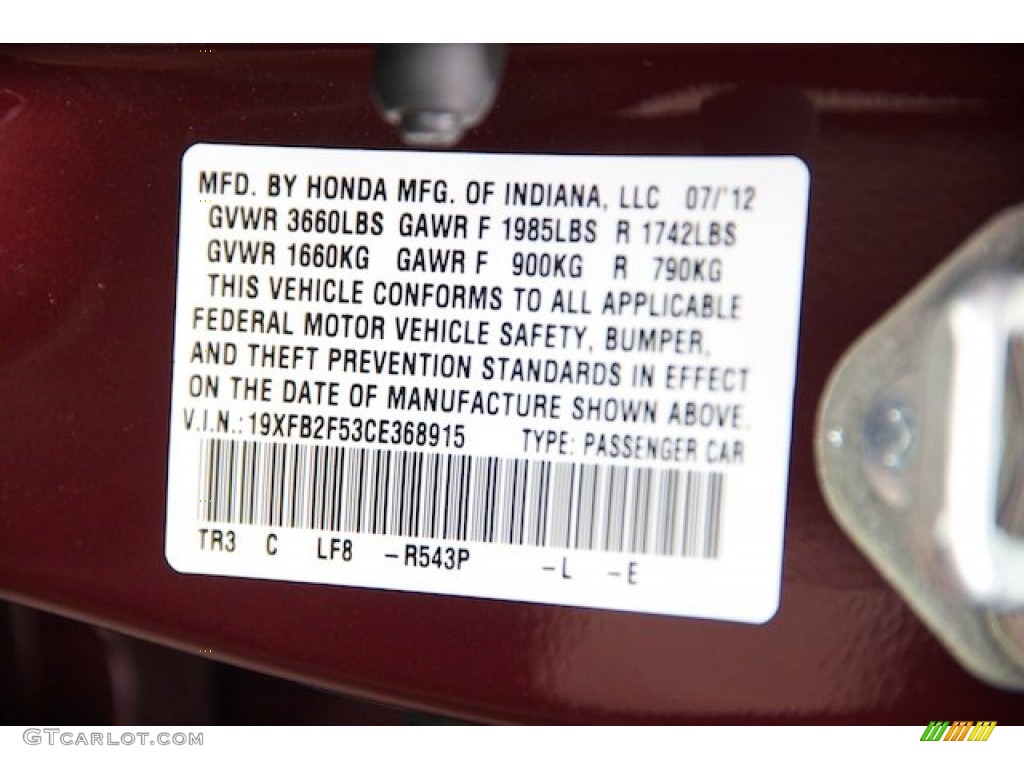 MFD. BY HONDA MFG. OF INDIANA, LLC 07/'12
GVWR 3660LBS GAWR F 1985LBS R 1742LBS
GVWR 1660KG GAWR F 900KG R 790KG
THIS VEHICLE CONFORMS TO ALL APPLICABLE
FEDERAL MOTOR VEHICLE SAFETY, BUMPER,
AND THEFT PREVENTION STANDARDS IN EFFECT
ON THE DATE OF MANUFACTURE SHOWN ABOVE.
V.I.N.: 19XFB2F53CE368915 TYPE: PASSENGER CAR
TR3 C LF8 -R543P -L -E
GTCARLOT.COM